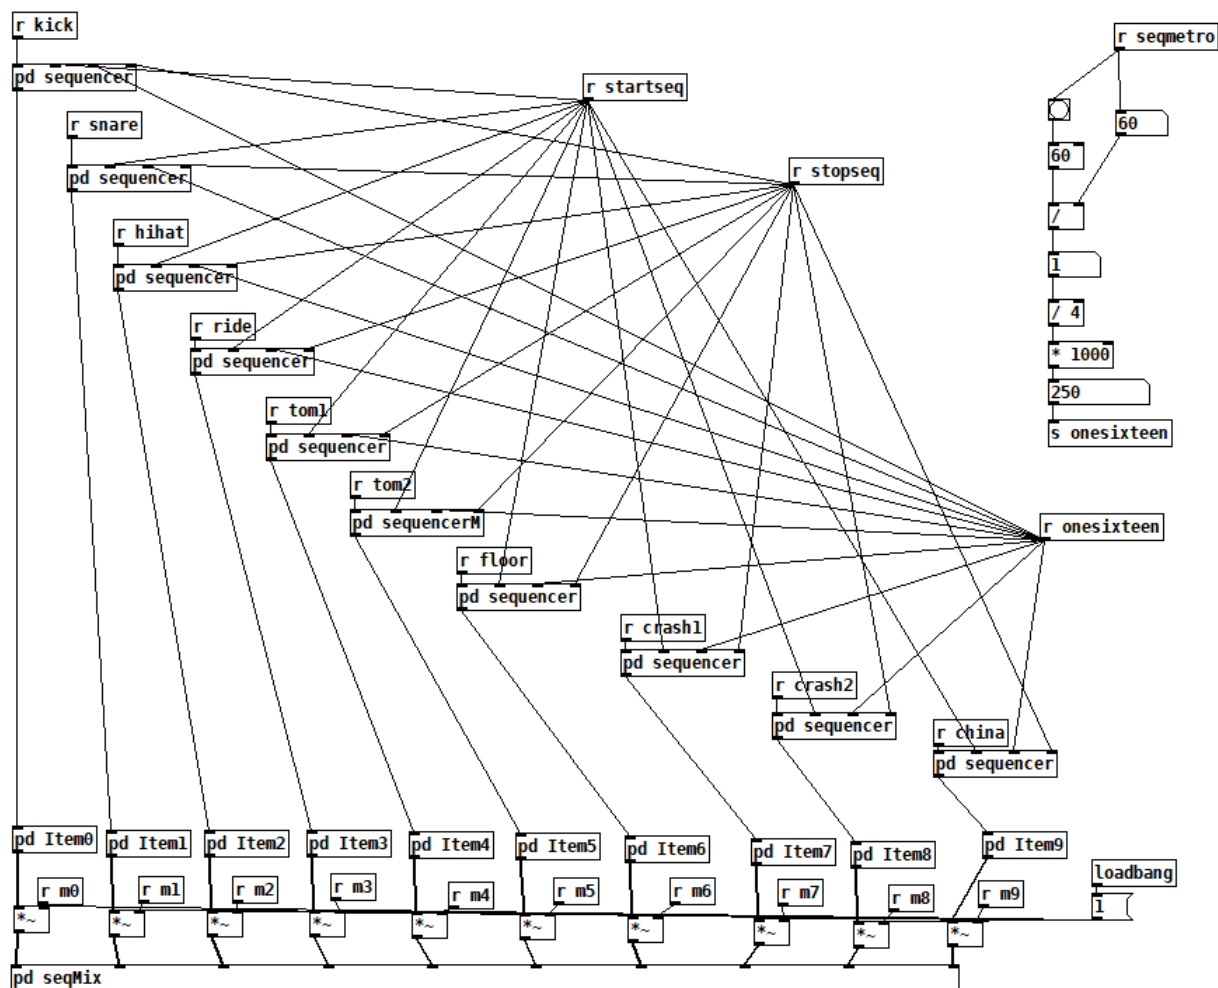 r kick
r seqmetro
pd sequencer
r startseq
60
r snare
60
r stopseq
pd sequencer
/
r hihat
1
pd sequencer
/ 4
r ride
* 1000
pd sequencer
250
r tom1
s onesixteen
pd sequencer
r tom2
pd sequencerM
r onesixteen
r floor
pd sequencer
r crash1
pd sequencer
r crash2
pd sequencer
r china
pd sequencer
pd Item0
pd Item1
pd Item2
pd Item3
pd Item4
pd Item5
pd Item6
pd Item7
pd Item8
pd Item9
loadbang
r m0
r m1
r m2
r m3
r m4
r m5
r m6
r m7
r m8
r m9
1
*~
*~
*~
*~
*~
*~
*~
*~
*~
*~
pd seqMix